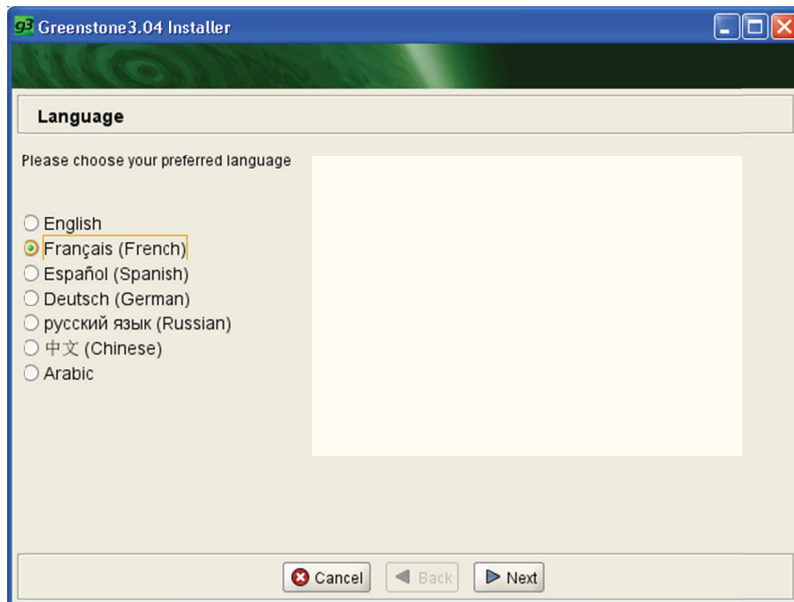 g3 Greenstone3.04 Installer
Language
Please choose your preferred language
English
Français (French)
Español (Spanish)
Deutsch (German)
русский язык (Russian)
中文 (Chinese)
Arabic
Cancel
Back
Next